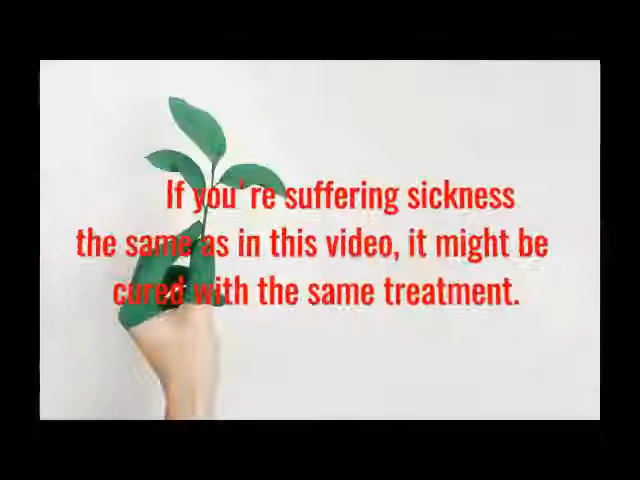 If you're suffering sickness
the same as in this video, it might be
cured with the same treatment.